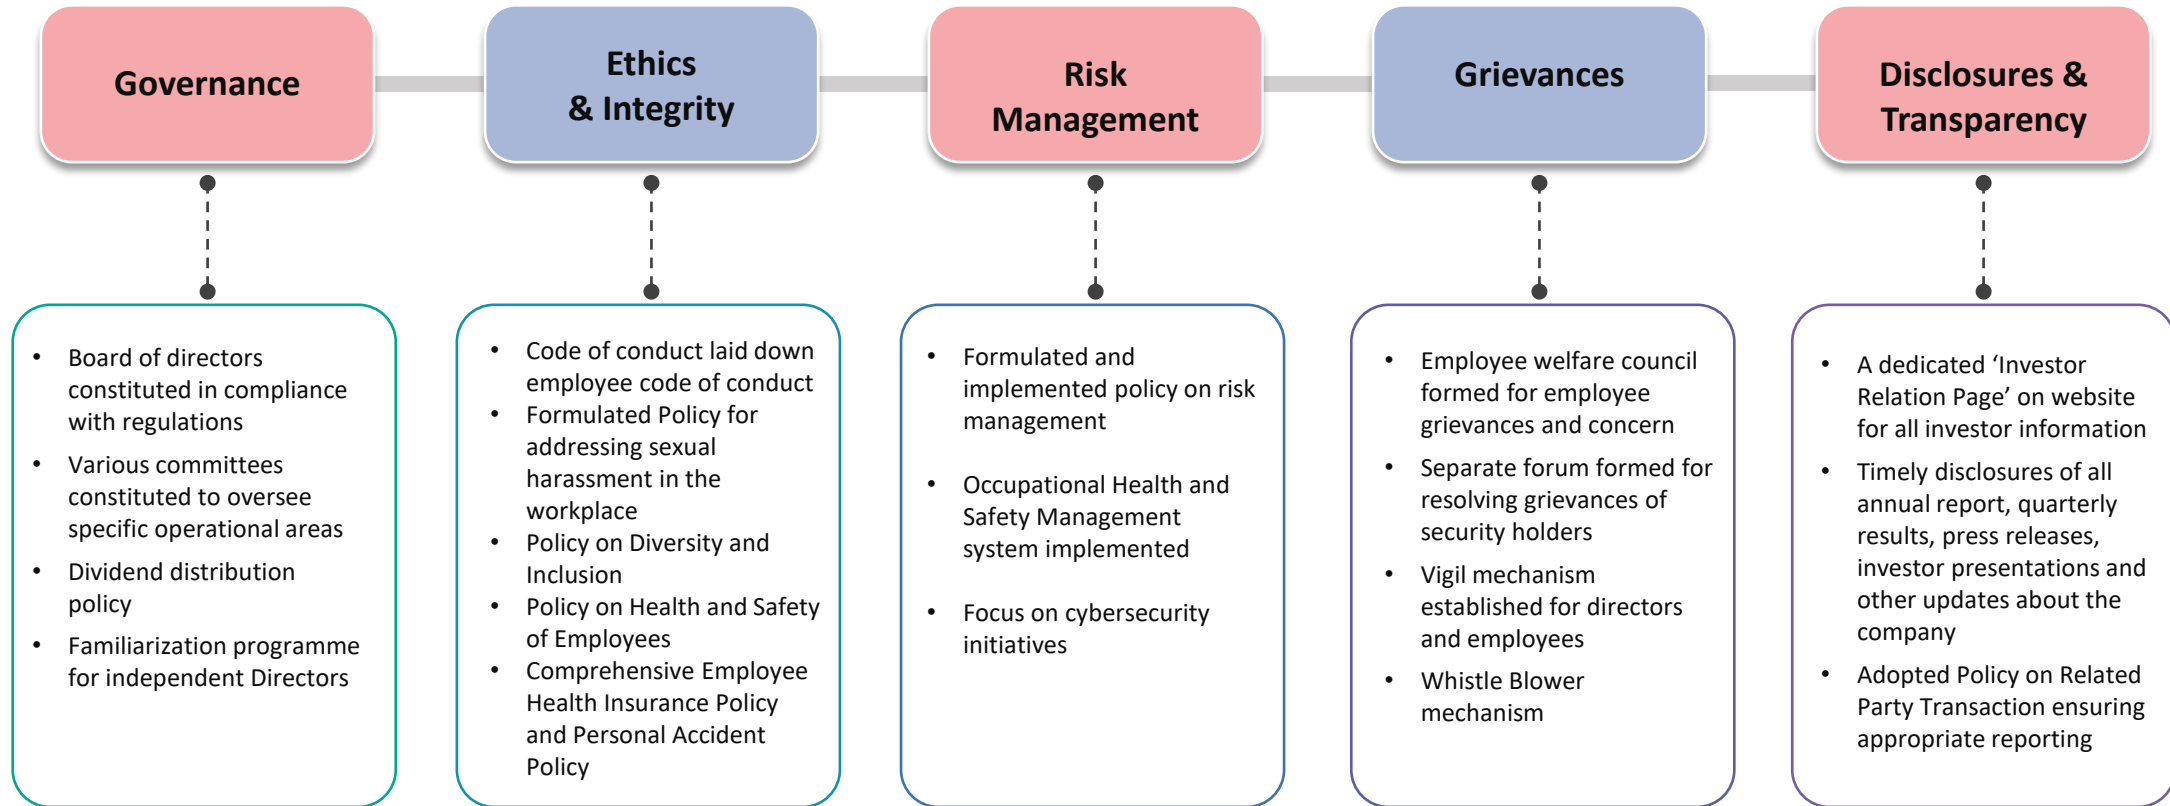 Governance
Ethics
& Integrity
Risk
Management
Grievances
Disclosures &
Transparency
• Board of directors
constituted in compliance
with regulations
• Various committees
constituted to oversee
specific operational areas
• Dividend distribution
policy
• Familiarization programme
for independent Directors
• Code of conduct laid down
employee code of conduct
• Formulated Policy for
addressing sexual
harassment in the
workplace
• Policy on Diversity and
Inclusion
• Policy on Health and Safety
of Employees
• Comprehensive Employee
Health Insurance Policy
and Personal Accident
Policy
• Formulated and
implemented policy on risk
management
• Occupational Health and
Safety Management
system implemented
• Focus on cybersecurity
initiatives
• Employee welfare council
formed for employee
grievances and concern
• Separate forum formed for
resolving grievances of
security holders
• Vigil mechanism
established for directors
and employees
• Whistle Blower
mechanism
• A dedicated ‘Investor
Relation Page’ on website
for all investor information
• Timely disclosures of all
annual report, quarterly
results, press releases,
investor presentations and
other updates about the
company
• Adopted Policy on Related
Party Transaction ensuring
appropriate reporting